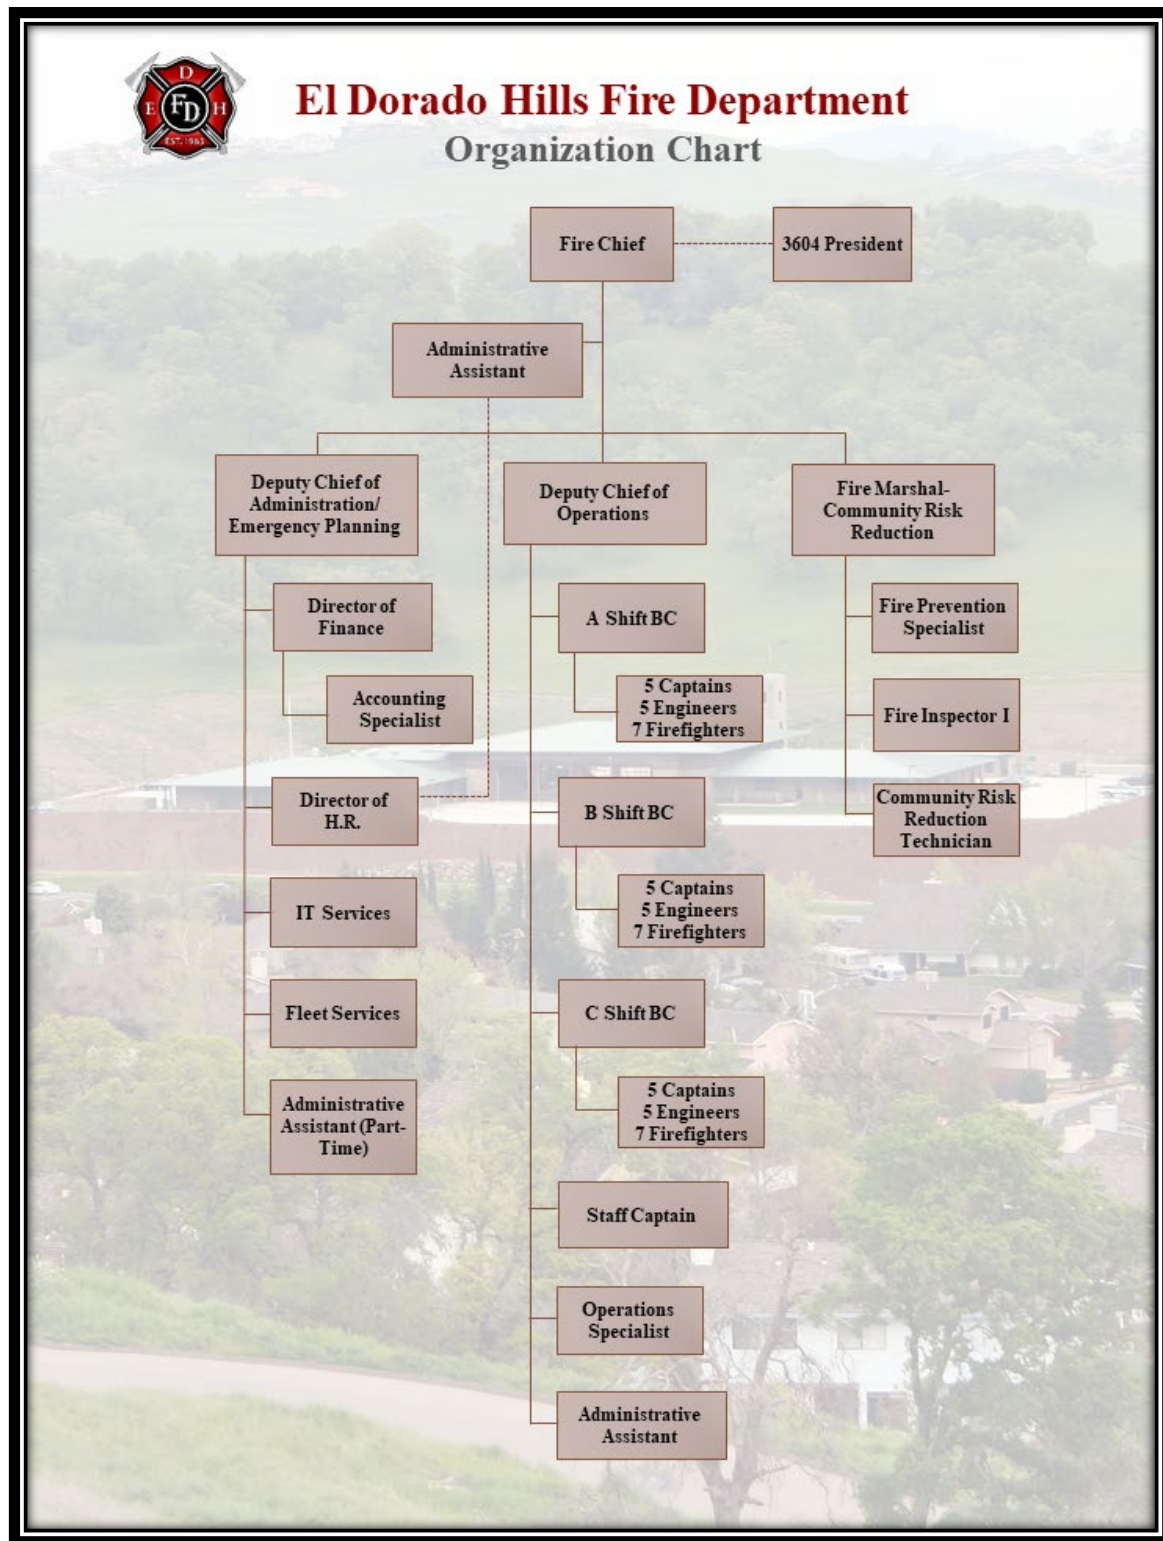 D
E FD H
EST. 1963
El Dorado Hills Fire Department
Organization Chart
Fire Chief
3604 President
Administrative
Assistant
Deputy Chief of
Administration/
Emergency Planning
Deputy Chief of
Operations
Fire Marshal-
Community Risk
Reduction
Director of
Finance
Accounting
Specialist
Director of
H.R.
IT Services
Fleet Services
Administrative
Assistant (Part-
Time)
A Shift BC
5 Captains
5 Engineers
7 Firefighters
B Shift BC
5 Captains
5 Engineers
7 Firefighters
C Shift BC
5 Captains
5 Engineers
7 Firefighters
Staff Captain
Operations
Specialist
Administrative
Assistant
Fire Prevention
Specialist
Fire Inspector I
Community Risk
Reduction
Technician